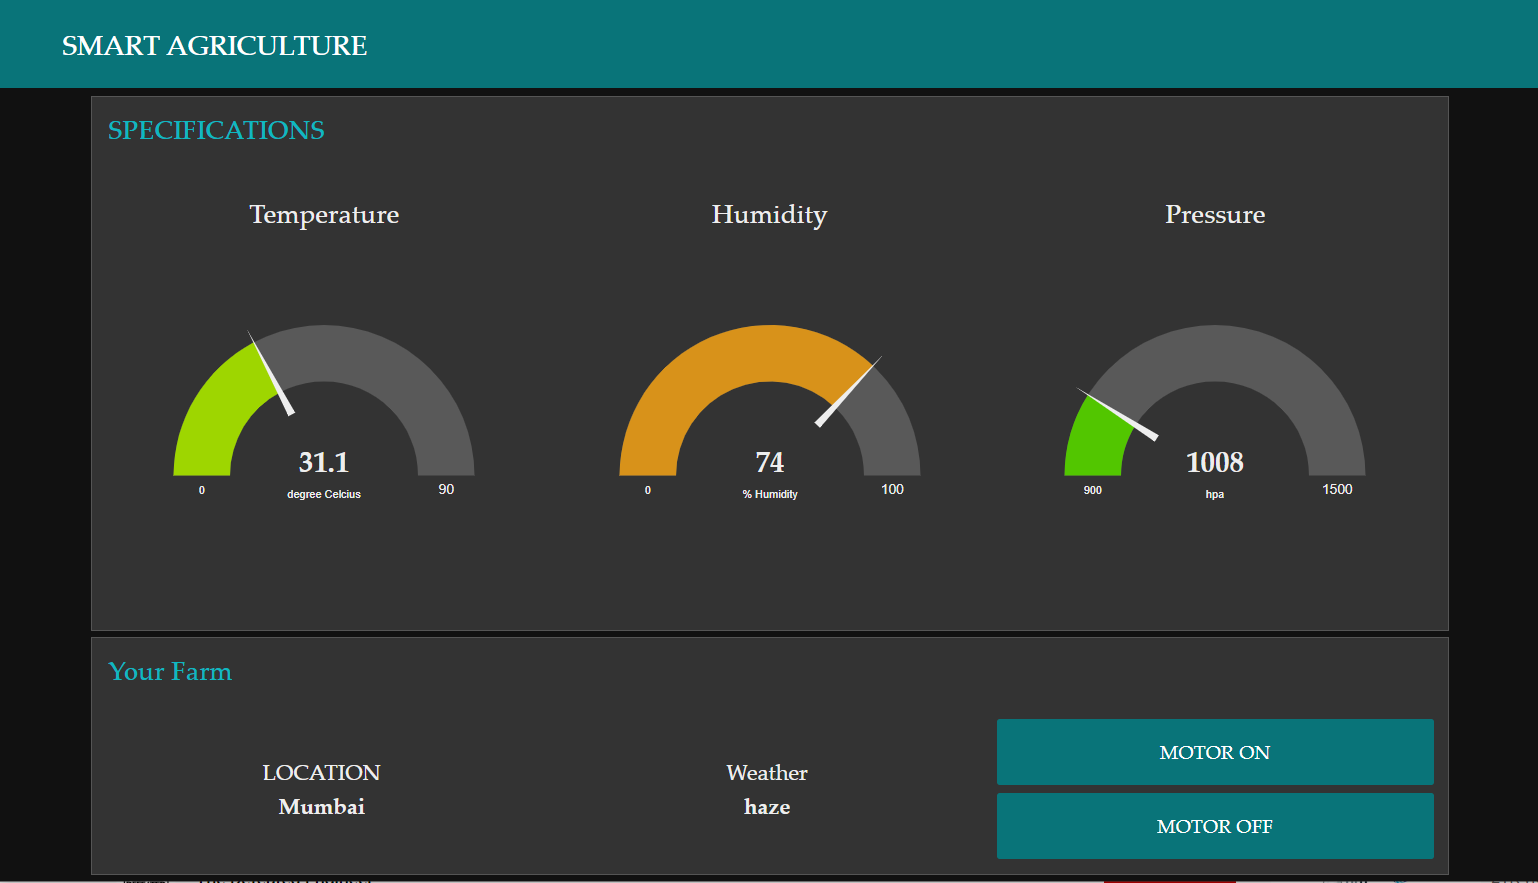 SMART AGRICULTURE
SPECIFICATIONS
Temperature
31.1
degree Celcius
0
90
Humidity
74
% Humidity
0
100
Pressure
1008
hpa
900
1500
Your Farm
LOCATION
Mumbai
Weather
haze
MOTOR ON
MOTOR OFF